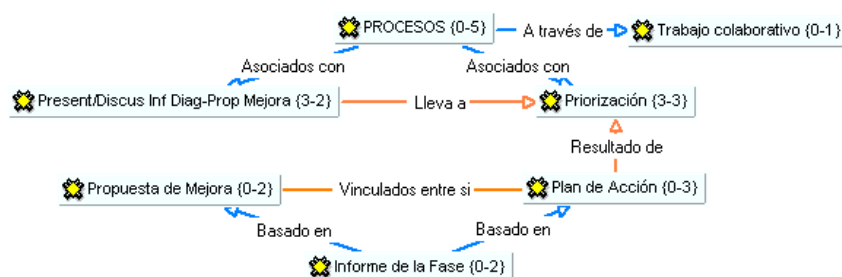 PROCESOS {0-5}
A través de
Trabajo colaborativo {0-1}
Asociados con
Asociados con
Present/Discus Inf Diag-Prop Mejora {3-2}
Lleva a
Priorización {3-3}
Resultado de
Propuesta de Mejora {0-2}
Vinculados entre si
Plan de Acción {0-3}
Basado en
Basado en
Informe de la Fase {0-2}